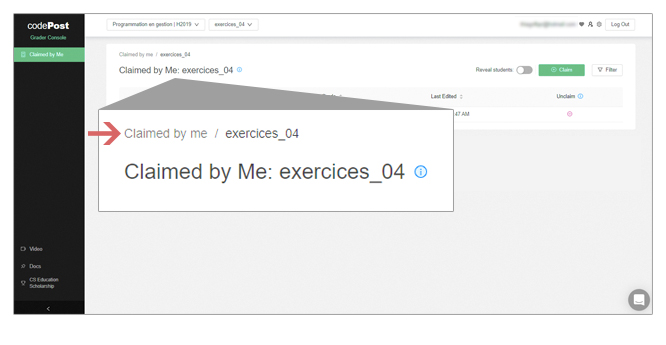 codePost
Grader Console
Claimed by Me
Programmation en gestion | H2019
exercices_04
Log Out
Claimed by me / exercices_04
Claimed by Me: exercices_04
Reveal students:
Claim
Filter
Last Edited
Unclaim
47 AM
Claimed by me / exercices_04
Claimed by Me: exercices_04
Video
Docs
CS Education
Scholarship